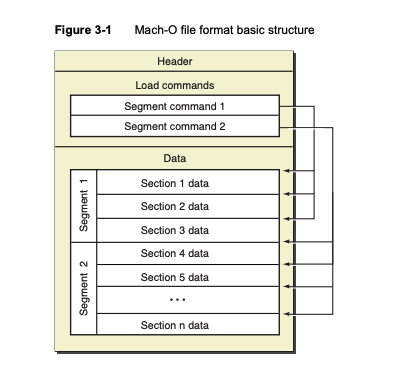 Figure 3-1 Mach-O file format basic structure
Header
Load commands
Segment command 1
Segment command 2
Data
Segment 1
Section 1 data
Section 2 data
Section 3 data
Segment 2
Section 4 data
Section 5 data
...
Section n data